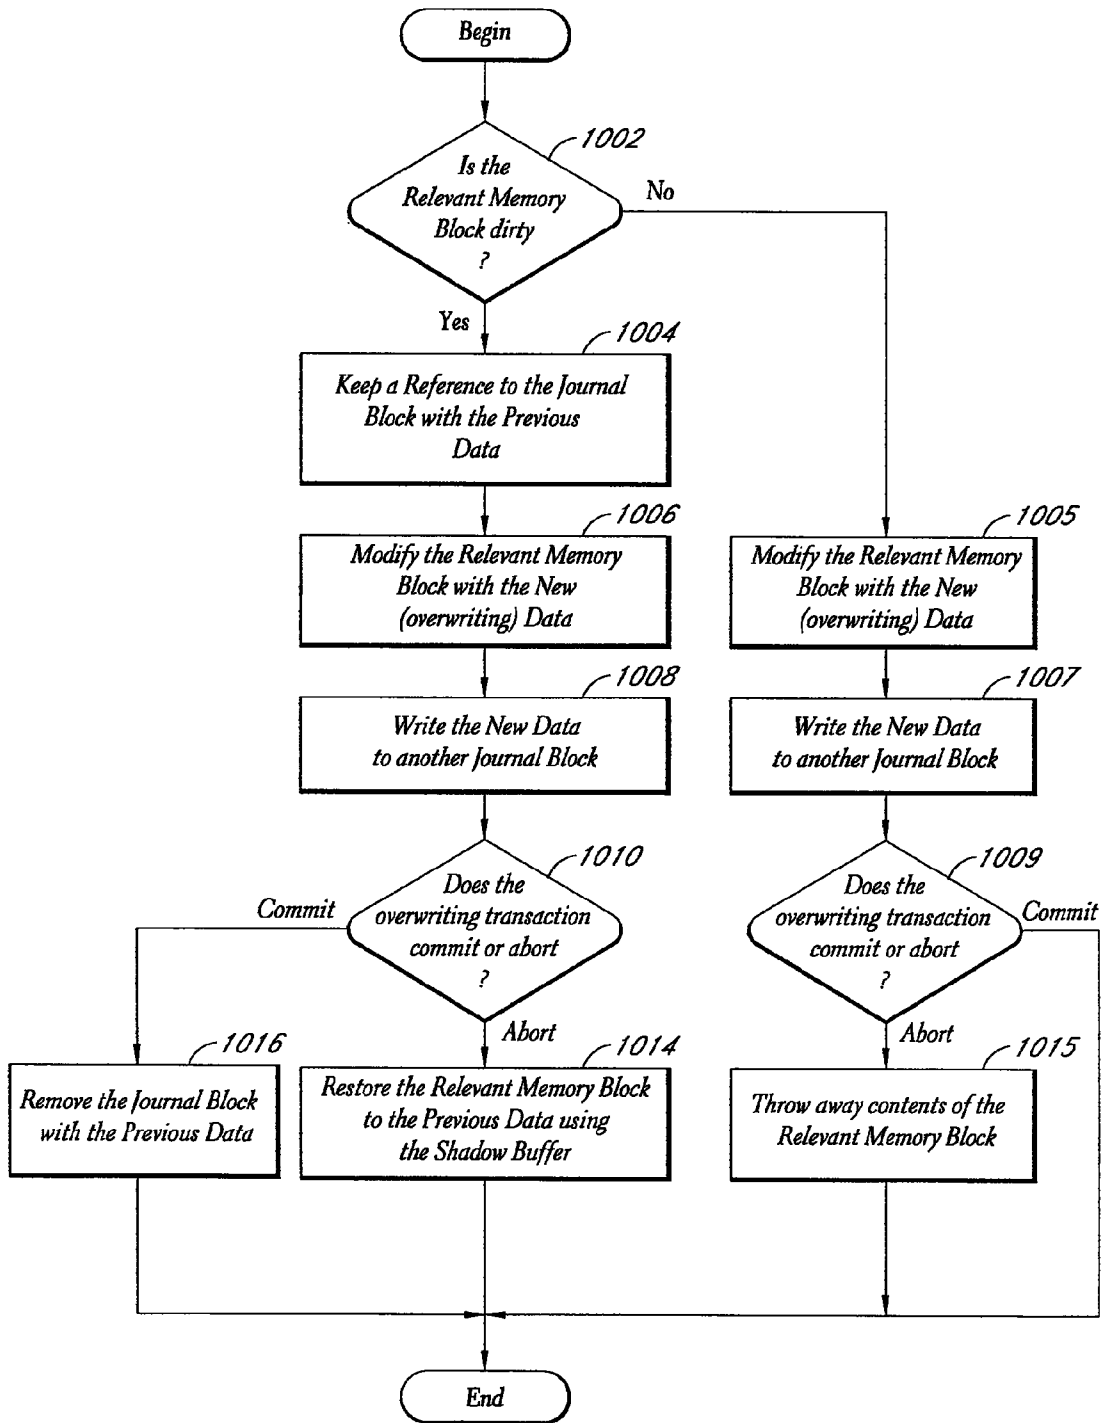 Begin
1002
Is the
Relevant Memory
Block dirty
?
No
Yes
1004
Keep a Reference to the Journal
Block with the Previous
Data
1006
Modify the Relevant Memory
Block with the New
(overwriting) Data
1005
Modify the Relevant Memory
Block with the New
(overwriting) Data
1008
Write the New Data
to another Journal Block
1007
Write the New Data
to another Journal Block
1010
Does the
overwriting transaction
commit or abort
?
Commit
Abort
1009
Does the
overwriting transaction
commit or abort
?
Commit
Abort
1016
Remove the Journal Block
with the Previous Data
1014
Restore the Relevant Memory Block
to the Previous Data using
the Shadow Buffer
1015
Throw away contents of the
Relevant Memory Block
End